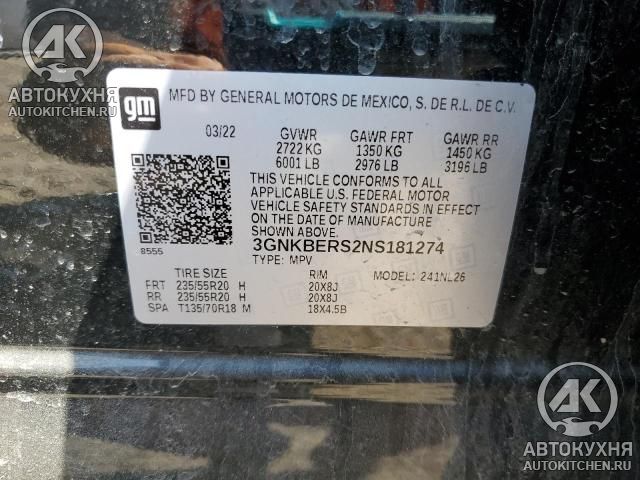 АК
АВТОКУХНЯ
AUTOKITCHEN.RU
gm
MFD BY GENERAL MOTORS DE MEXICO, S. DE R.L. DE C.V.
03/22 GVWR GAWR FRT GAWR RR
2722 KG 1350 KG 1450 KG
6001 LB 2976 LB 3196 LB
THIS VEHICLE CONFORMS TO ALL
APPLICABLE U.S. FEDERAL MOTOR
VEHICLE SAFETY STANDARDS IN EFFECT
ON THE DATE OF MANUFACTURE
SHOWN ABOVE.
8555
3GNKBERS2NS181274
TYPE: MPV MODEL: 241NL26
TIRE SIZE RIM
FRT 235/55R20 H 20X8J
RR 235/55R20 H 20X8J
SPA T135/70R18 M 18X4.5B
АК
АВТОКУХНЯ
AUTOKITCHEN.RU